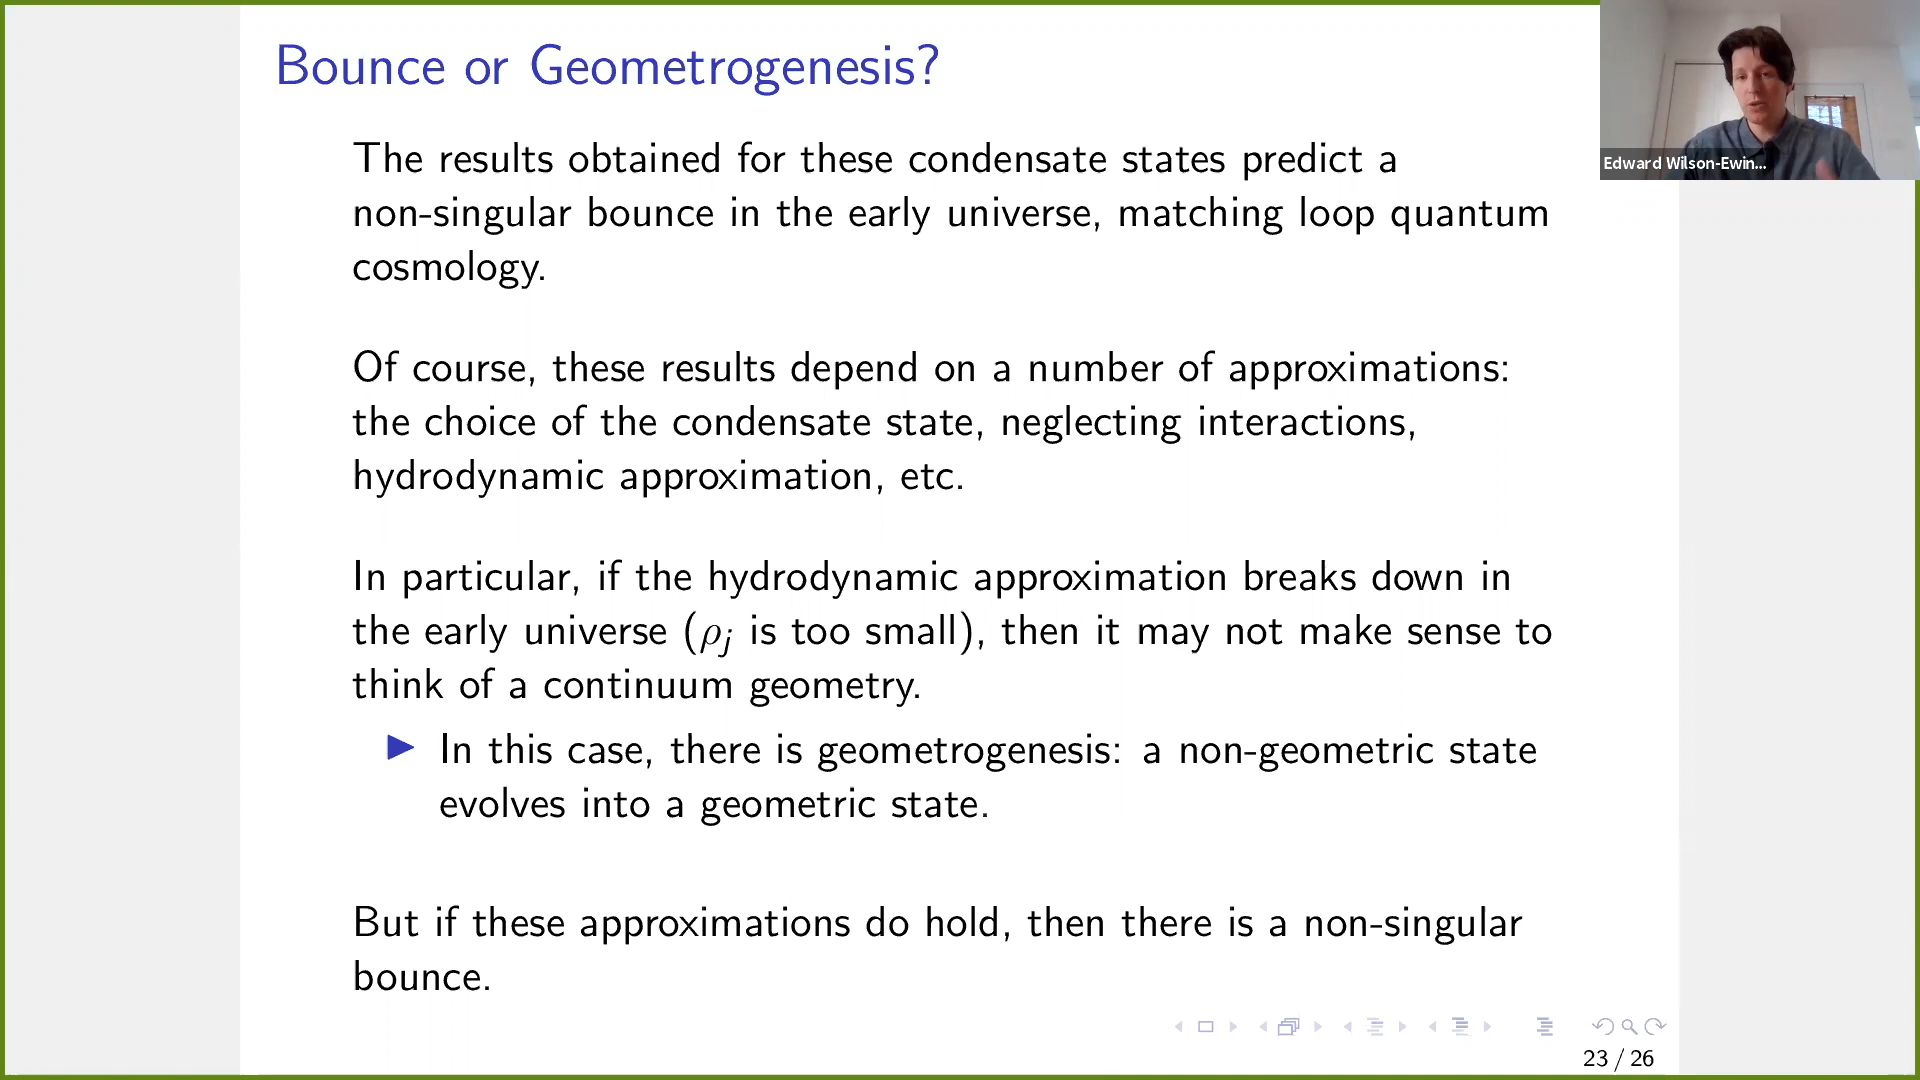 Bounce or Geometrogenesis?
Edward Wilson-Ewin...
The results obtained for these condensate states predict a
non-singular bounce in the early universe, matching loop quantum
cosmology.
Of course, these results depend on a number of approximations:
the choice of the condensate state, neglecting interactions,
hydrodynamic approximation, etc.
In particular, if the hydrodynamic approximation breaks down in
the early universe (ρⱼ is too small), then it may not make sense to
think of a continuum geometry.
In this case, there is geometrogenesis: a non-geometric state
evolves into a geometric state.
But if these approximations do hold, then there is a non-singular
bounce.
23 / 26